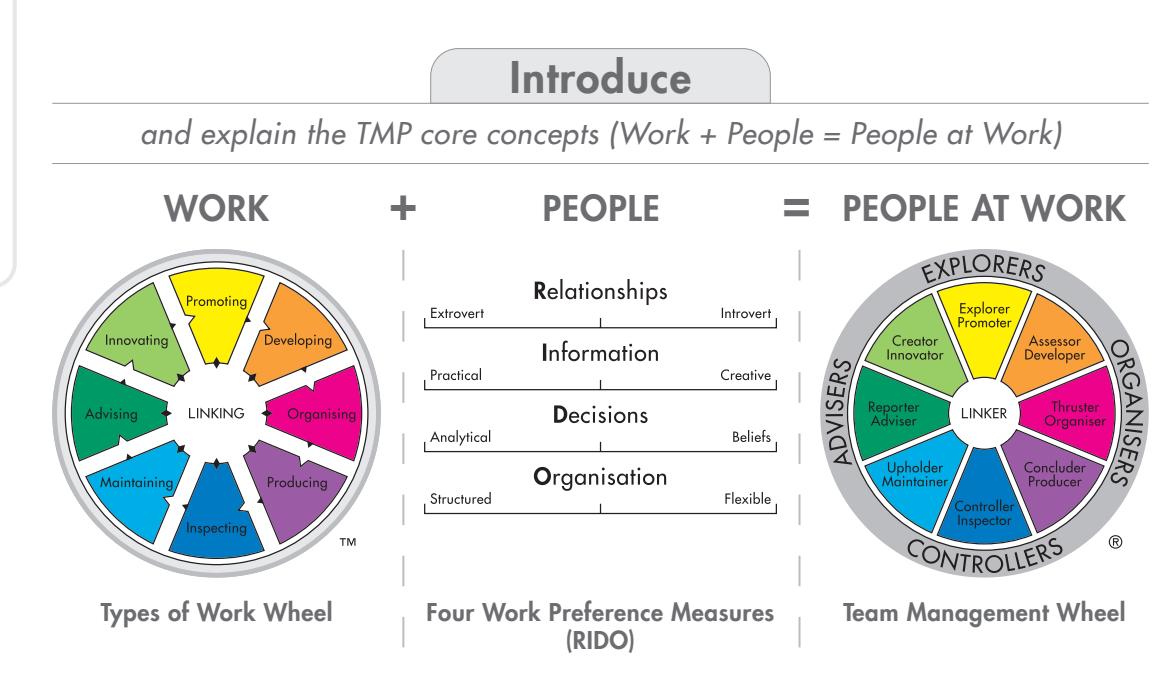 Introduce
and explain the TMP core concepts (Work + People = People at Work)
WORK + PEOPLE = PEOPLE AT WORK
Promoting
Developing
Organising
Producing
Inspecting
Maintaining
Advising
Innovating
LINKING
™
Types of Work Wheel
Relationships
Extrovert Introvert
Information
Practical Creative
Decisions
Analytical Beliefs
Organisation
Structured Flexible
Four Work Preference Measures
(RIDO)
EXPLORERS
ORGANISERS
CONTROLLERS
ADVISERS
Explorer
Promoter
Assessor
Developer
Thruster
Organiser
Concluder
Producer
Controller
Inspector
Upholder
Maintainer
Reporter
Adviser
Creator
Innovator
LINKER
®
Team Management Wheel